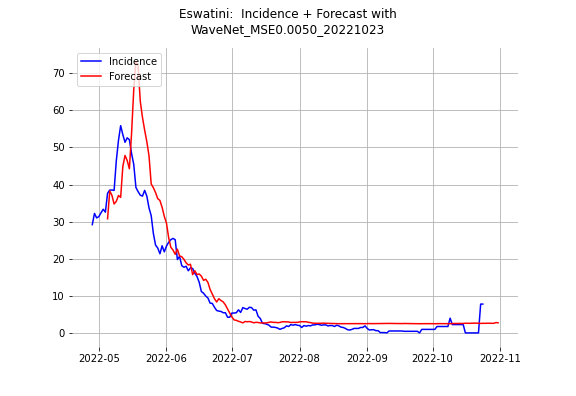 Eswatini:  Incidence + Forecast with
WaveNet_MSE0.0050_20221023
Incidence
Forecast
70
60
50
40
30
20
10
0
2022-05 2022-06 2022-07 2022-08 2022-09 2022-10 2022-11